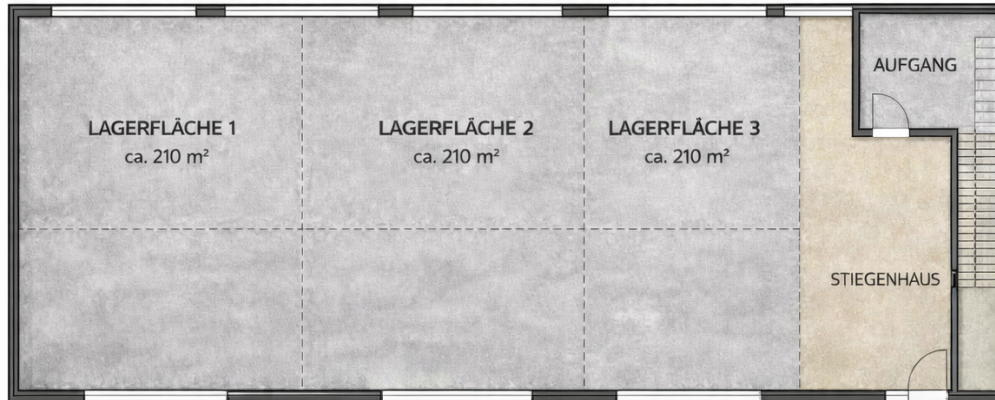 AUFGANG
LAGERFLÄCHE 1
ca. 210 m²
LAGERFLÄCHE 2
ca. 210 m²
LAGERFLÄCHE 3
ca. 210 m²
STIEGENHAUS